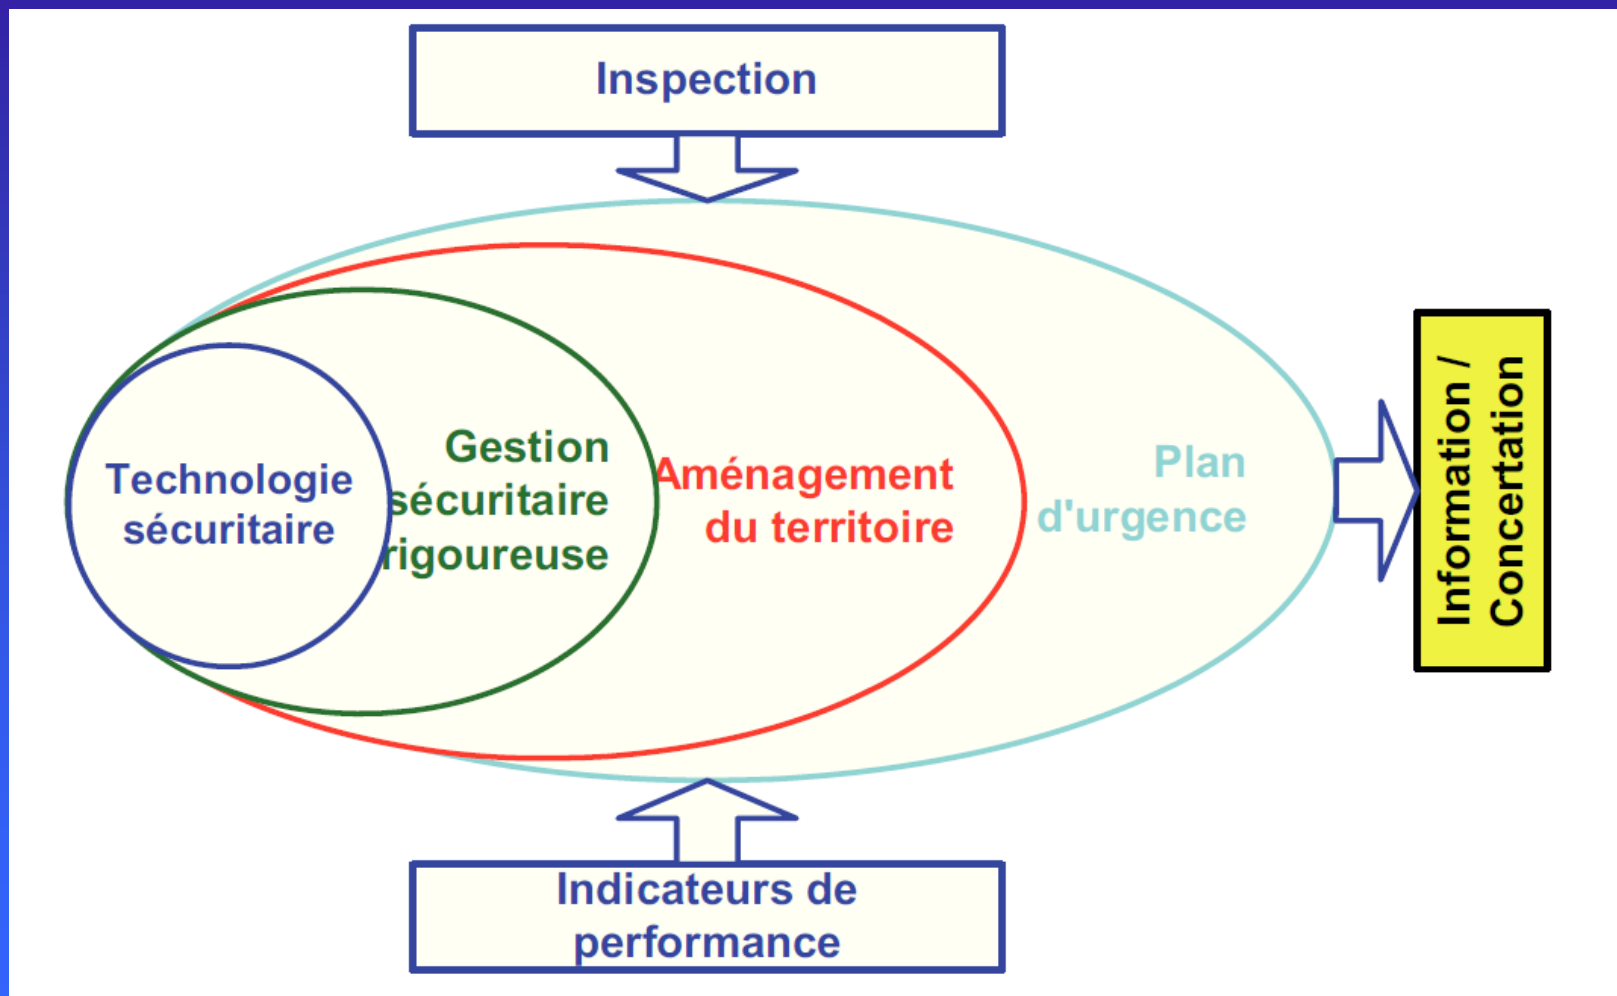 Inspection
Technologie
sécuritaire
Gestion
sécuritaire
rigoureuse
Aménagement
du territoire
Plan
d'urgence
Information /
Concertation
Indicateurs de
performance